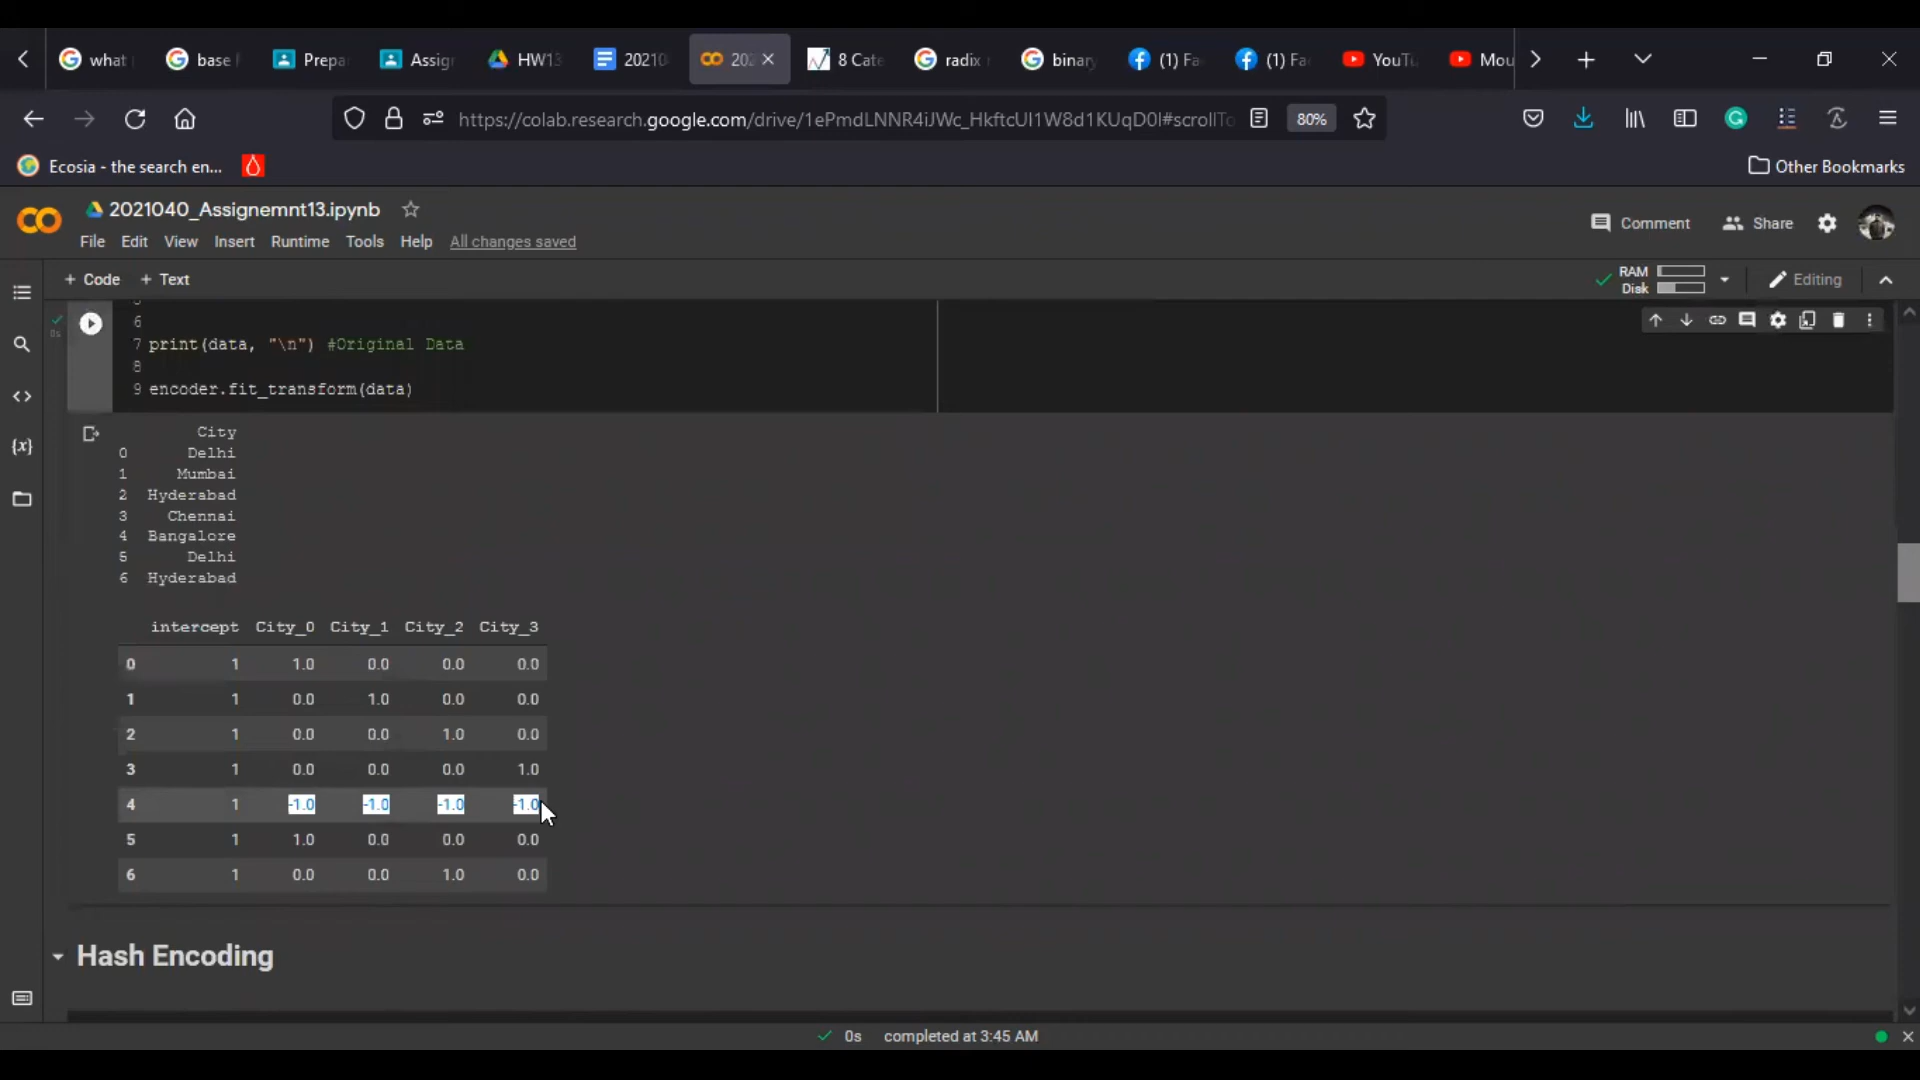 what
base
Prepa
Assig
HW13
20210
202
8 Cate
radix
binary
(1) Fa
(1) Fa
YouTu
Mou
https://colab.research.google.com/drive/1ePmdLNNR4iJWc_HkftcUI1W8d1KUqD0l#scrollTo
80%
Ecosia - the search en...
Other Bookmarks
2021040_Assignemnt13.ipynb
Comment
Share
File Edit View Insert Runtime Tools Help All changes saved
+ Code + Text
RAM
Disk
Editing
6
7 print(data, "\n") #Original Data
8
9 encoder.fit_transform(data)
City
0 Delhi
1 Mumbai
2 Hyderabad
3 Chennai
4 Bangalore
5 Delhi
6 Hyderabad
intercept City_0 City_1 City_2 City_3
0 1 1.0 0.0 0.0 0.0
1 1 0.0 1.0 0.0 0.0
2 1 0.0 0.0 1.0 0.0
3 1 0.0 0.0 0.0 1.0
4 1 -1.0 -1.0 -1.0 -1.0
5 1 1.0 0.0 0.0 0.0
6 1 0.0 0.0 1.0 0.0
Hash Encoding
0s completed at 3:45 AM